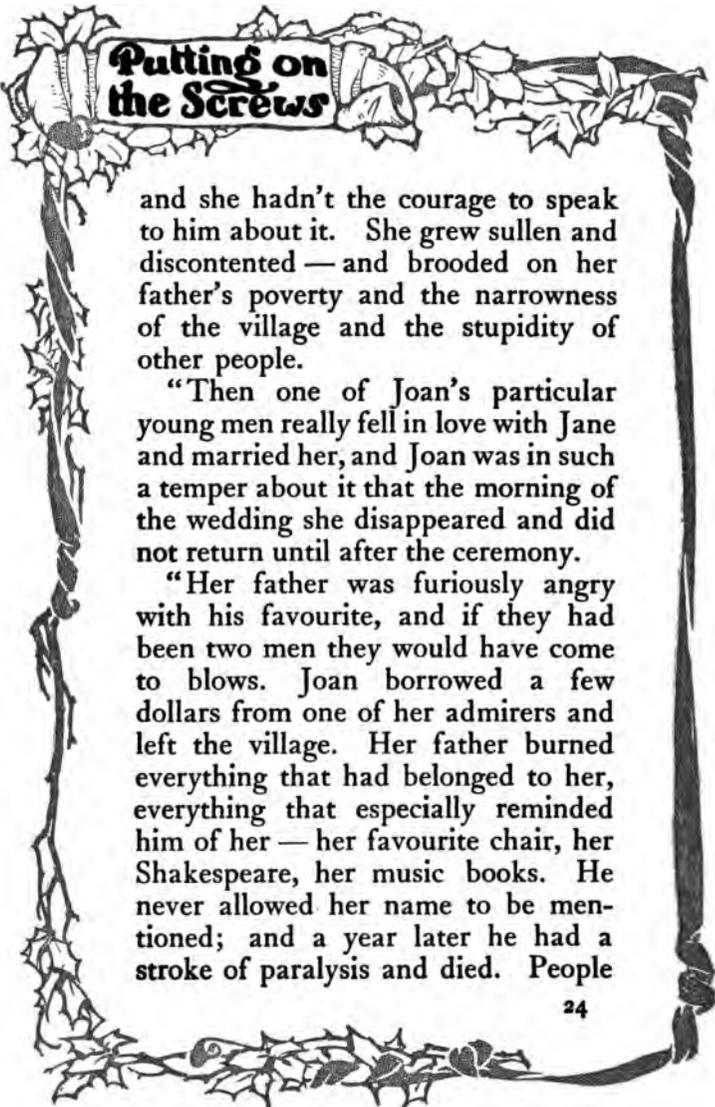 Putting on
the Screws
and she hadn't the courage to speak
to him about it. She grew sullen and
discontented — and brooded on her
father's poverty and the narrowness
of the village and the stupidity of
other people.
"Then one of Joan's particular
young men really fell in love with Jane
and married her, and Joan was in such
a temper about it that the morning of
the wedding she disappeared and did
not return until after the ceremony.
"Her father was furiously angry
with his favourite, and if they had
been two men they would have come
to blows. Joan borrowed a few
dollars from one of her admirers and
left the village. Her father burned
everything that had belonged to her,
everything that especially reminded
him of her — her favourite chair, her
Shakespeare, her music books. He
never allowed her name to be men-
tioned; and a year later he had a
stroke of paralysis and died. People
24